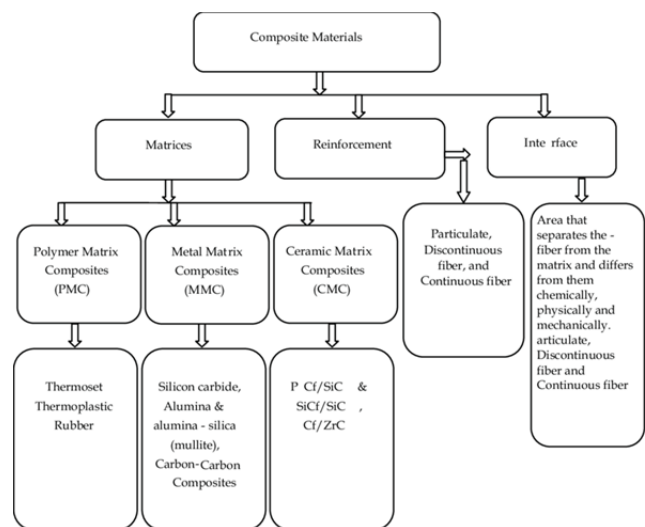 Composite Materials
Matrices
Reinforcement
Inte rface
Polymer Matrix
Composites
(PMC)
Metal Matrix
Composites
(MMC)
Ceramic Matrix
Composites
(CMC)
Particulate,
Discontinuous
fiber, and
Continuous fiber
Area that
separates the -
fiber from the
matrix and differs
from them
chemically,
physically and
mechanically.
articulate,
Discontinuous
fiber and
Continuous fiber
Thermoset
Thermoplastic
Rubber
Silicon carbide,
Alumina &
alumina - silica
(mullite),
Carbon-Carbon
Composites
P Cf/SiC &
SiCf/SiC ,
Cf/ZrC